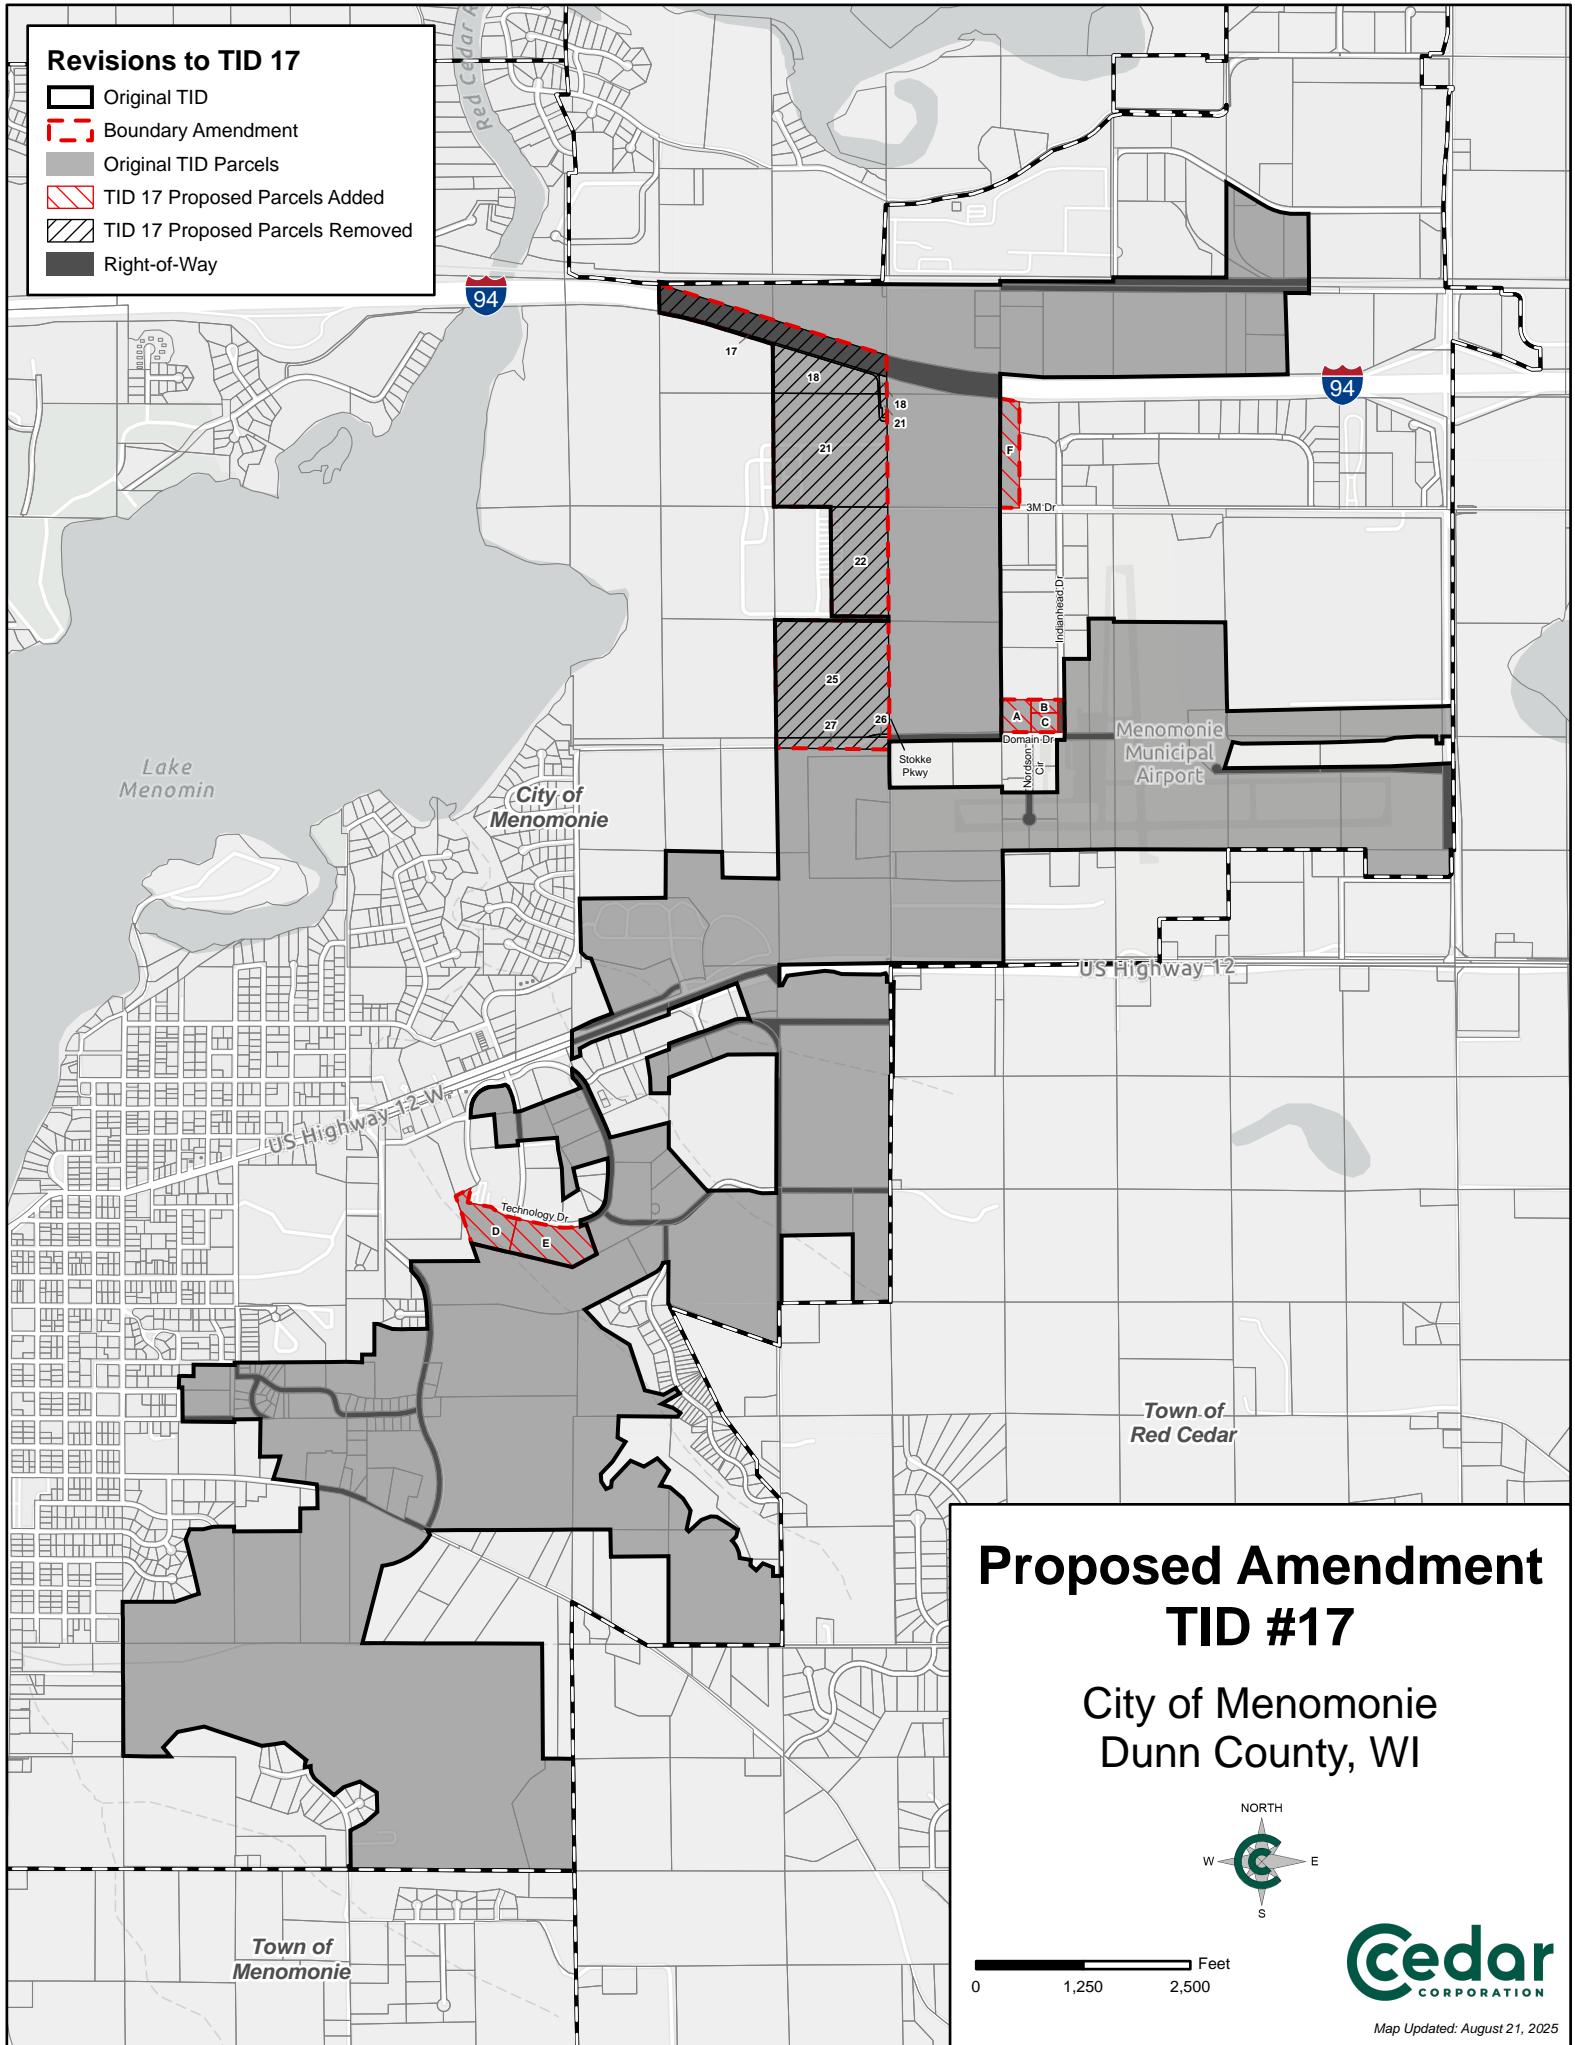 Revisions to TID 17
Original TID
Boundary Amendment
Original TID Parcels
TID 17 Proposed Parcels Added
TID 17 Proposed Parcels Removed
Right-of-Way
Red Cedar R
94
94
17
18
18
21
21
F
3M Dr
22
Indianhead Dr
25
26
27
A
B
C
Domain Dr
Stokke
Pkwy
Nordson
Cir
Menomonie
Municipal
Airport
Lake
Menomin
City of
Menomonie
US Highway 12
US Highway 12 W
Technology Dr
D
E
Town of
Red Cedar
Town of
Menomonie
Proposed Amendment
TID #17
City of Menomonie
Dunn County, WI
NORTH
W
E
S
Feet
0
1,250
2,500
cedar
CORPORATION
Map Updated: August 21, 2025